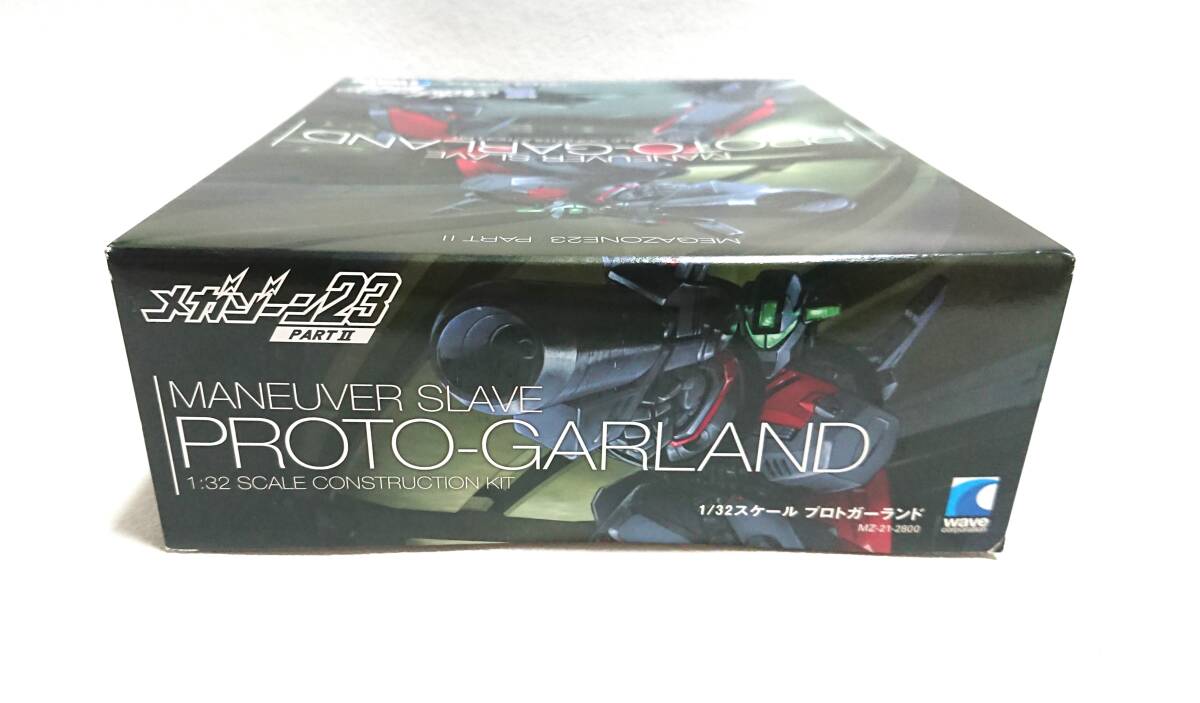 PROTO-GARLAND
MANEUVER SLAVE
MEGAZONE23 PART II
メガゾーン23
PART II
MANEUVER SLAVE
PROTO-GARLAND
1:32 SCALE CONSTRUCTION KIT
1/32スケール プロトガーランド
MZ-21-2800
wave
corporation